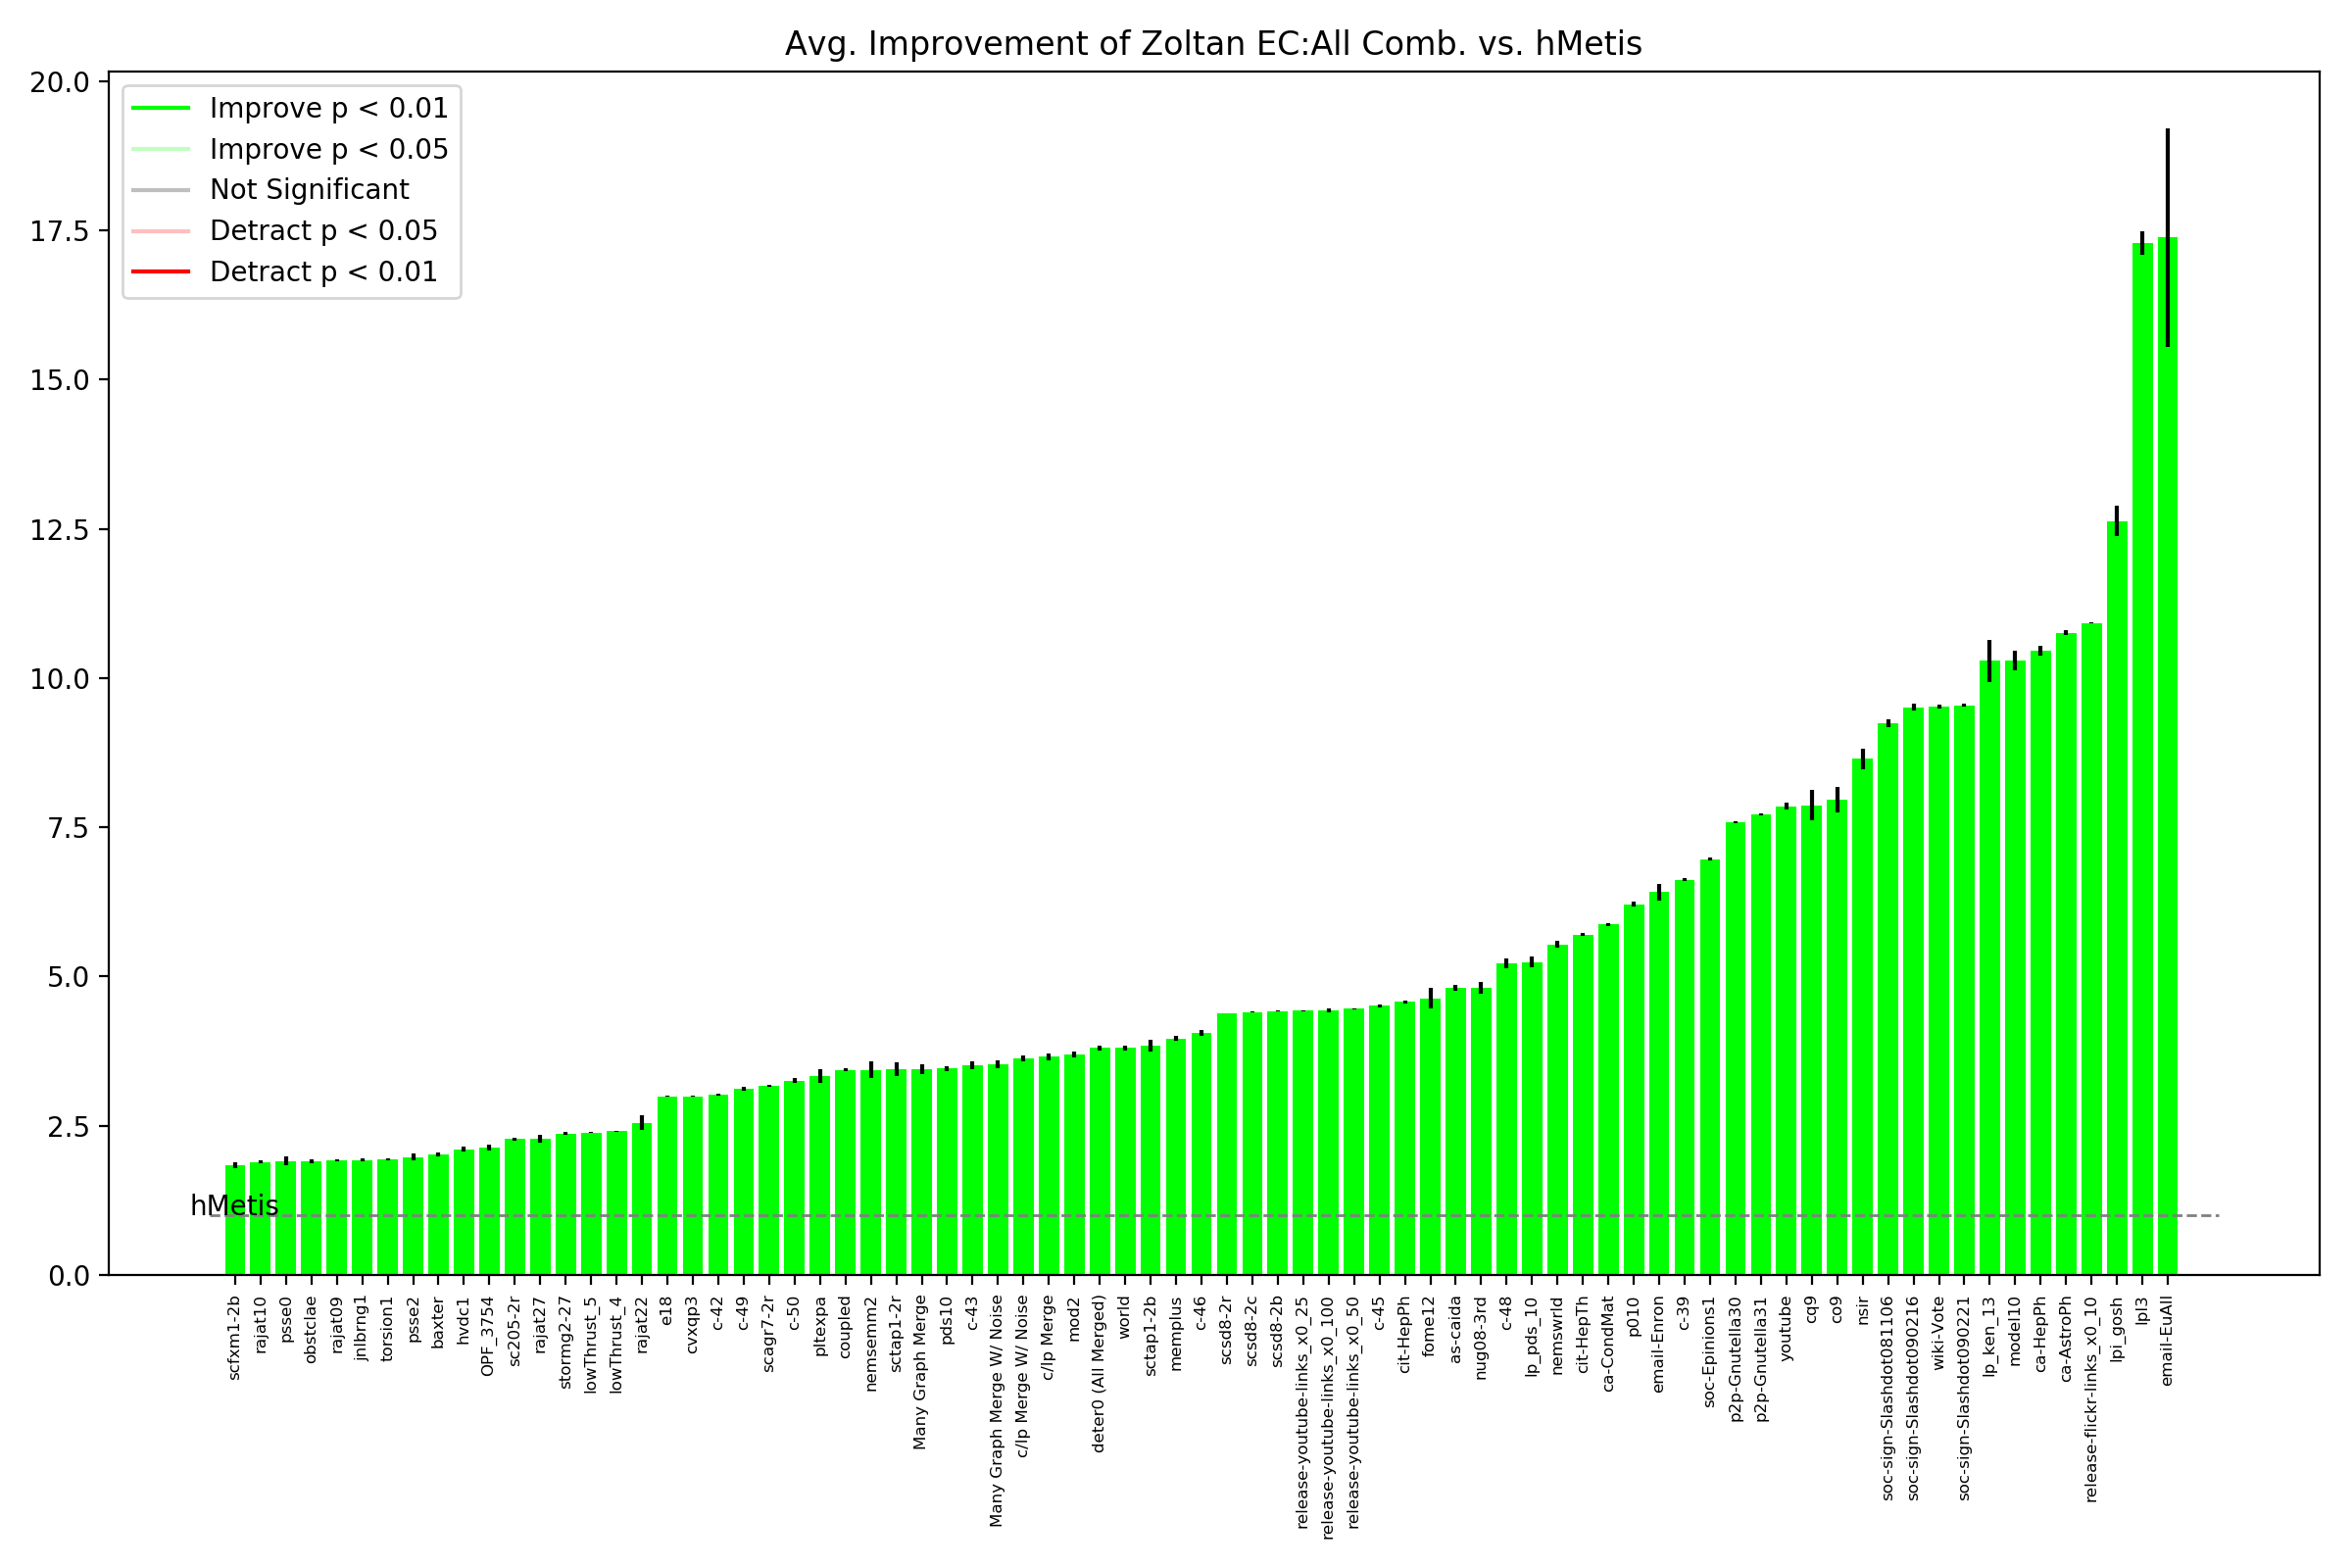 Avg. Improvement of Zoltan EC:All Comb. vs. hMetis
20.0
17.5
15.0
12.5
10.0
7.5
5.0
2.5
0.0
Improve p < 0.01
Improve p < 0.05
Not Significant
Detract p < 0.05
Detract p < 0.01
hMetis
scfxm1-2b
rajat10
psse0
obstclae
rajat09
jnlbrng1
torsion1
psse2
baxter
hvdc1
OPF_3754
sc205-2r
rajat27
stormg2-27
lowThrust_5
lowThrust_4
rajat22
e18
cvxqp3
c-42
c-49
scagr7-2r
c-50
pltexpa
coupled
nemsemm2
sctap1-2r
Many Graph Merge
pds10
c-43
Many Graph Merge W/ Noise
c/lp Merge W/ Noise
c/lp Merge
mod2
deter0 (All Merged)
world
sctap1-2b
memplus
c-46
scsd8-2r
scsd8-2c
scsd8-2b
release-youtube-links_x0_25
release-youtube-links_x0_100
release-youtube-links_x0_50
c-45
cit-HepPh
fome12
as-caida
nug08-3rd
c-48
lp_pds_10
nemswrld
cit-HepTh
ca-CondMat
p010
email-Enron
c-39
soc-Epinions1
p2p-Gnutella30
p2p-Gnutella31
youtube
cq9
co9
nsir
soc-sign-Slashdot081106
soc-sign-Slashdot090216
wiki-Vote
soc-sign-Slashdot090221
lp_ken_13
model10
ca-HepPh
ca-AstroPh
release-flickr-links_x0_10
lpi_gosh
lpl3
email-EuAll